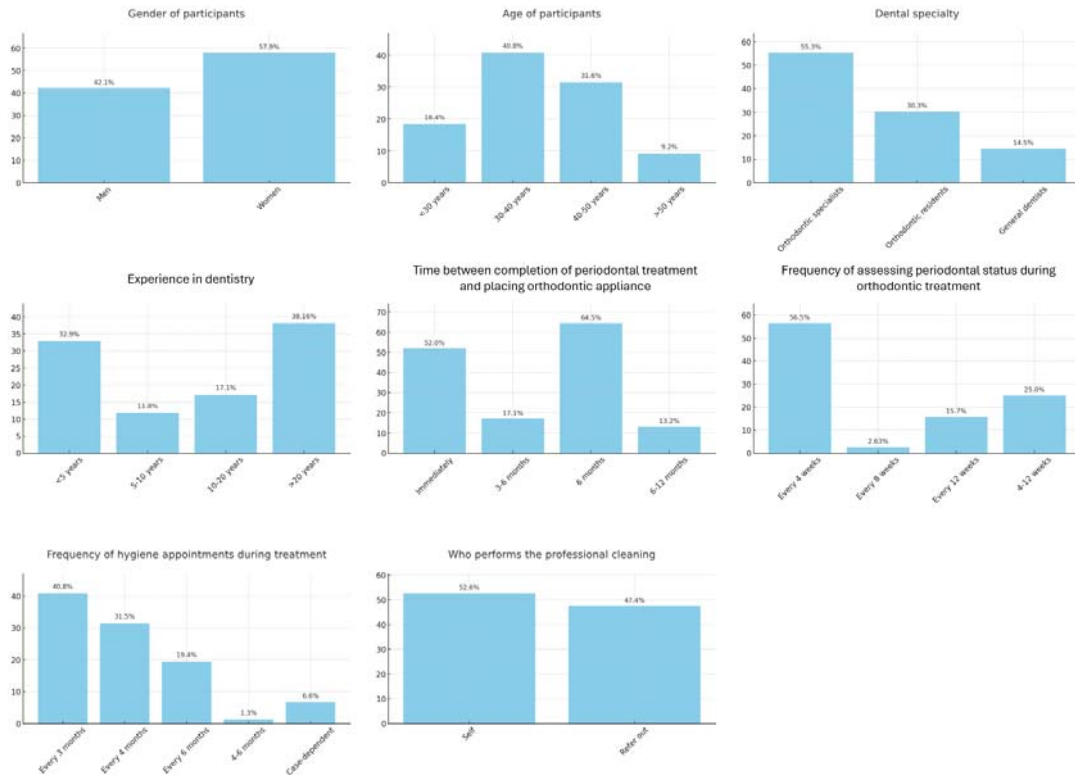 Gender of participants
60
50
40
30
20
10
0
42.1%
57.9%
Men
Women
Age of participants
40
30
20
10
0
18.4%
40.8%
31.6%
9.2%
<30 years
30-40 years
40-50 years
>50 years
Dental specialty
60
50
40
30
20
10
0
55.3%
30.3%
14.5%
Orthodontic specialists
Orthodontic residents
General dentists
Experience in dentistry
40
35
30
25
20
15
10
5
0
32.9%
11.8%
17.1%
38.16%
<5 years
5-10 years
10-20 years
>20 years
Time between completion of periodontal treatment
and placing orthodontic appliance
70
60
50
40
30
20
10
0
52.0%
17.1%
64.5%
13.2%
Immediately
3-6 months
6 months
6-12 months
Frequency of assessing periodontal status during
orthodontic treatment
60
50
40
30
20
10
0
56.5%
2.63%
15.7%
25.0%
Every 4 weeks
Every 8 weeks
Every 12 weeks
4-12 weeks
Frequency of hygiene appointments during treatment
40
30
20
10
0
40.8%
31.5%
19.4%
1.3%
6.6%
Every 3 months
Every 4 months
Every 6 months
4-6 months
Case-dependent
Who performs the professional cleaning
60
50
40
30
20
10
0
52.6%
47.4%
Self
Refer out